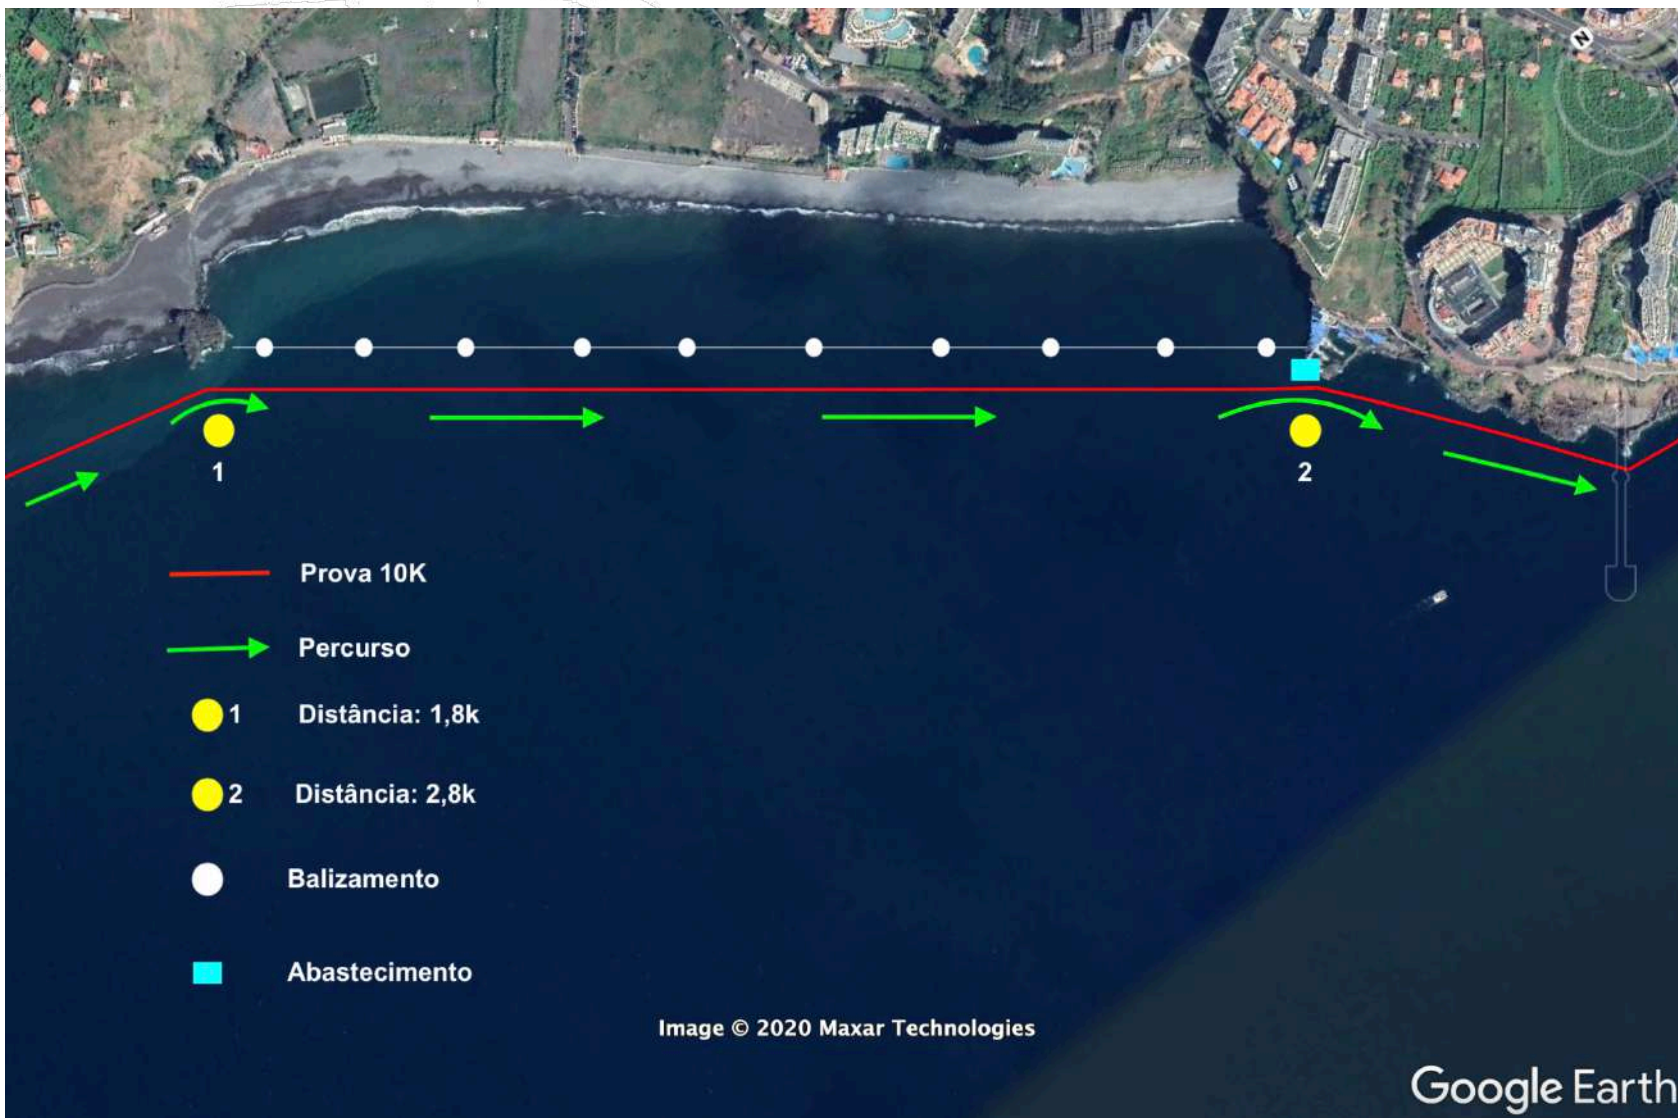 N
1
2
Prova 10K
Percurso
1 Distância: 1,8k
2 Distância: 2,8k
Balizamento
Abastecimento
Image © 2020 Maxar Technologies
Google Earth